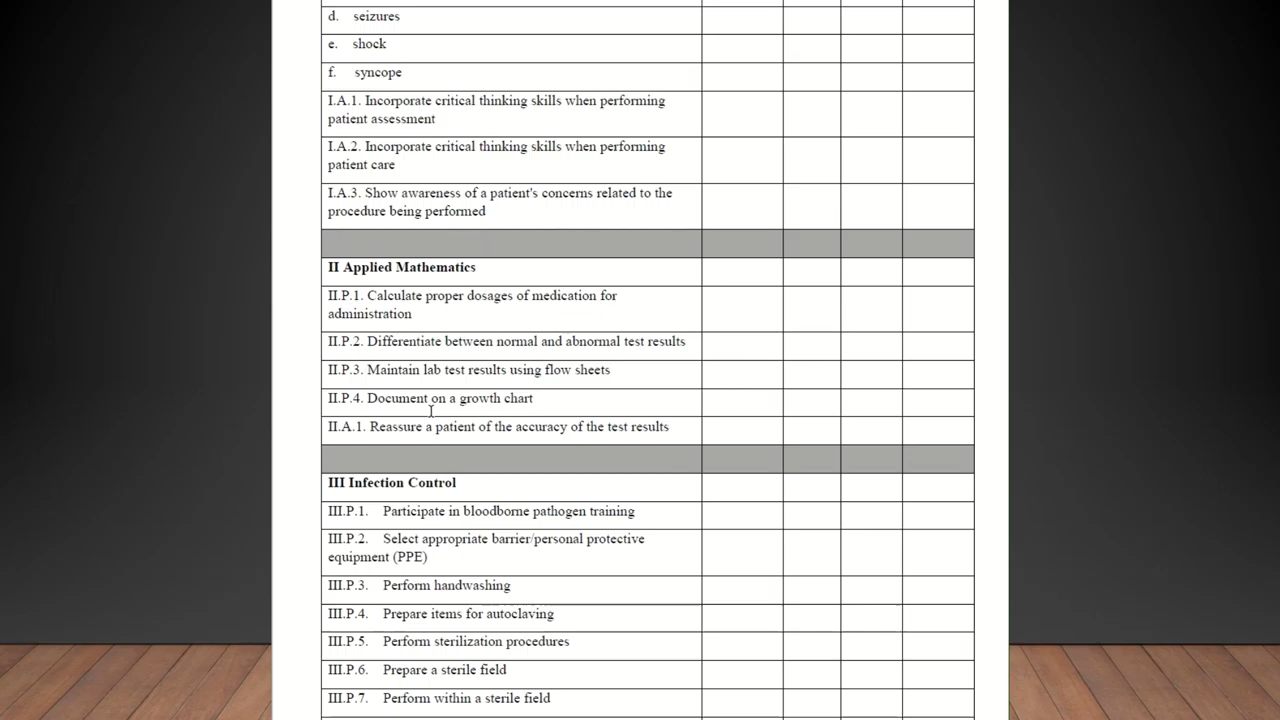 d. seizures
e. shock
f. syncope
I.A.1. Incorporate critical thinking skills when performing
patient assessment
I.A.2. Incorporate critical thinking skills when performing
patient care
I.A.3. Show awareness of a patient's concerns related to the
procedure being performed
II Applied Mathematics
II.P.1. Calculate proper dosages of medication for
administration
II.P.2. Differentiate between normal and abnormal test results
II.P.3. Maintain lab test results using flow sheets
II.P.4. Document on a growth chart
II.A.1. Reassure a patient of the accuracy of the test results
III Infection Control
III.P.1. Participate in bloodborne pathogen training
III.P.2. Select appropriate barrier/personal protective
equipment (PPE)
III.P.3. Perform handwashing
III.P.4. Prepare items for autoclaving
III.P.5. Perform sterilization procedures
III.P.6. Prepare a sterile field
III.P.7. Perform within a sterile field